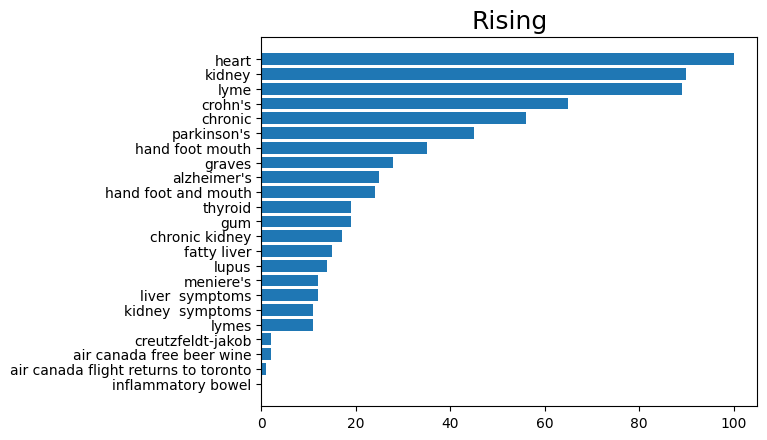 Rising
heart
kidney
lyme
crohn's
chronic
parkinson's
hand foot mouth
graves
alzheimer's
hand foot and mouth
thyroid
gum
chronic kidney
fatty liver
lupus
meniere's
liver  symptoms
kidney  symptoms
lymes
creutzfeldt-jakob
air canada free beer wine
air canada flight returns to toronto
inflammatory bowel
0 20 40 60 80 100